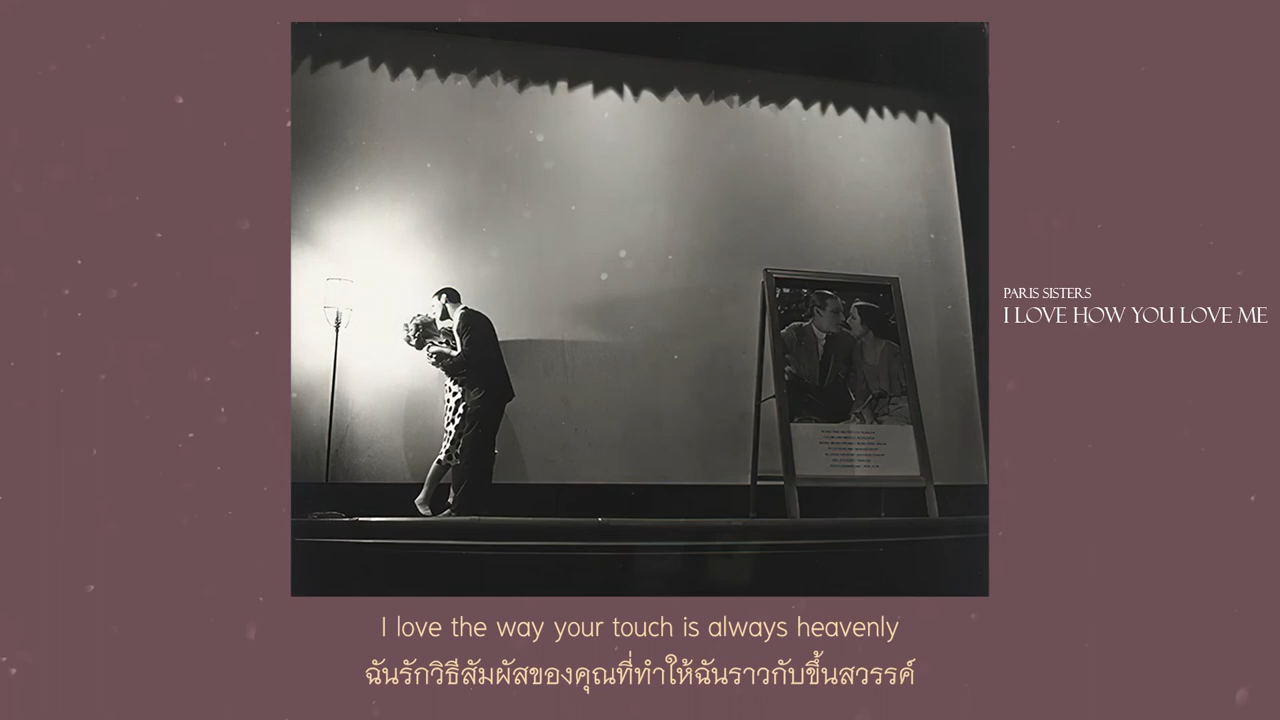 PARIS SISTERS
I LOVE HOW YOU LOVE ME
I love the way your touch is always heavenly
ฉันรักวิธีสัมผัสของคุณที่ทำให้ฉันราวกับขึ้นสวรรค์